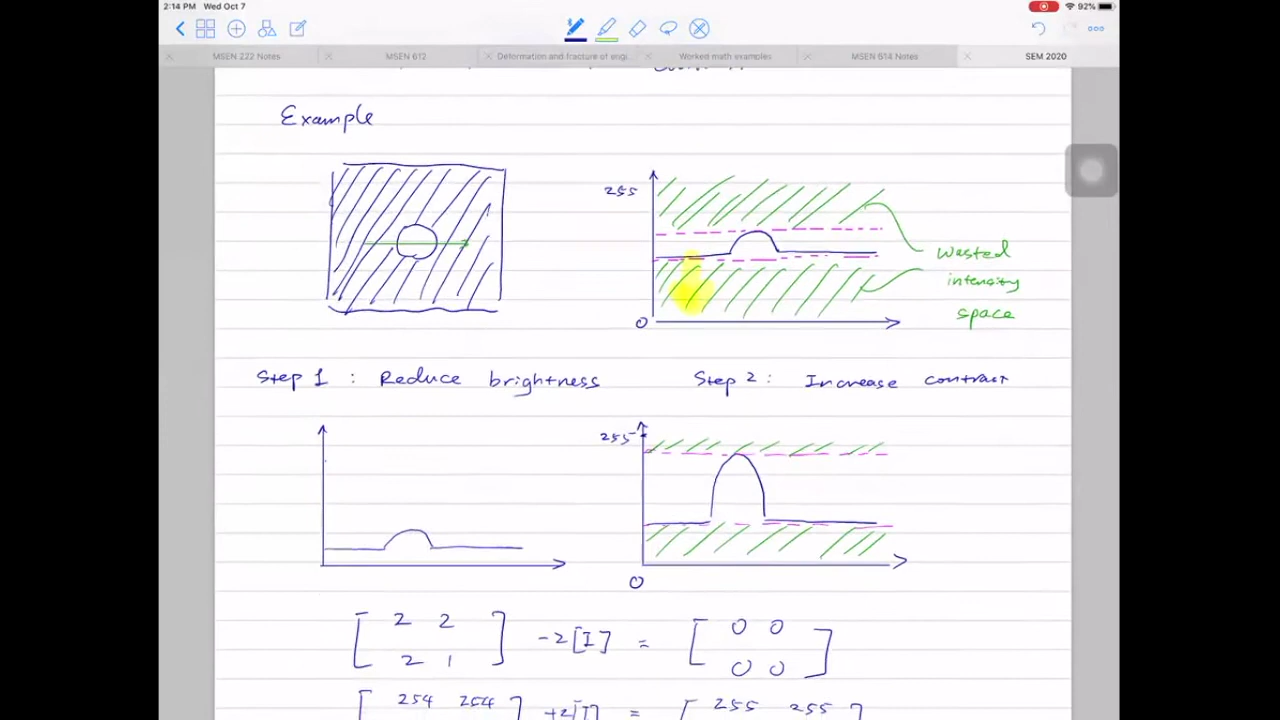 2:14 PM Wed Oct 7
92%
MSEN 222 Notes
MSEN 612
Deformation and fracture of engi
Worked math examples
MSEN 614 Notes
SEM 2020
Example
255
0
Wasted
intensity
space
Step 1 : Reduce brightness
Step 2 : Increase contrast
255
0
[ 2 2
2 1 ] -2[I] = [ 0 0
0 0 ]
[ 254 254 ] +2[I] = [ 255 255 ]